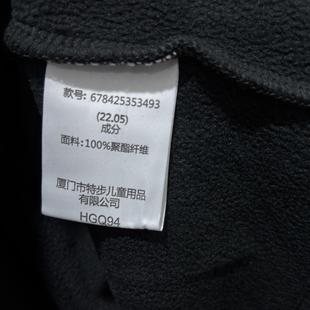 款号: 678425353493
(22.05)
成分
面料: 100%聚酯纤维
厦门市特步儿童用品
有限公司
HGQ94